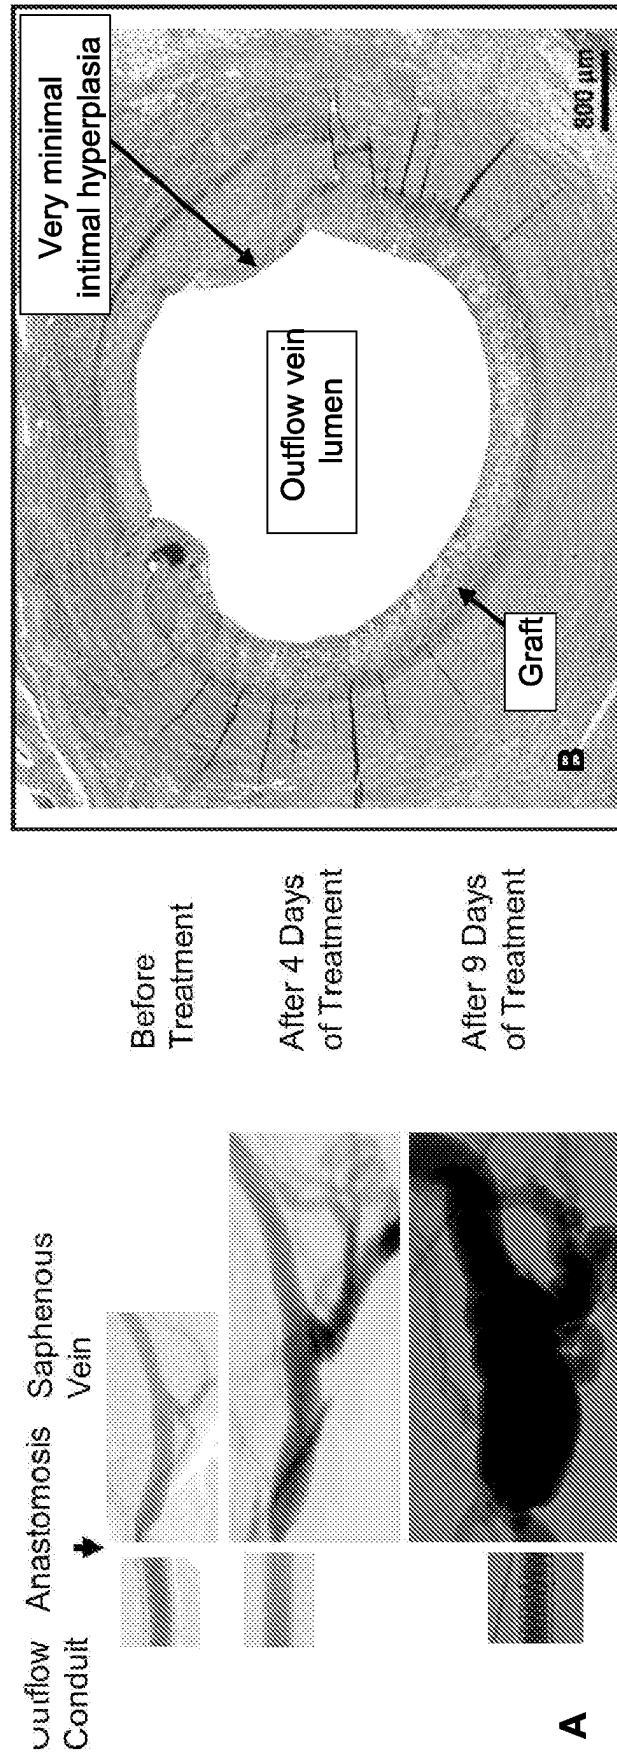 Outflow
Conduit
Anastomosis
Saphenous
Vein
Before
Treatment
After 4 Days
of Treatment
After 9 Days
of Treatment
A
Very minimal
intimal hyperplasia
Outflow vein
lumen
Graft
800 µm
B